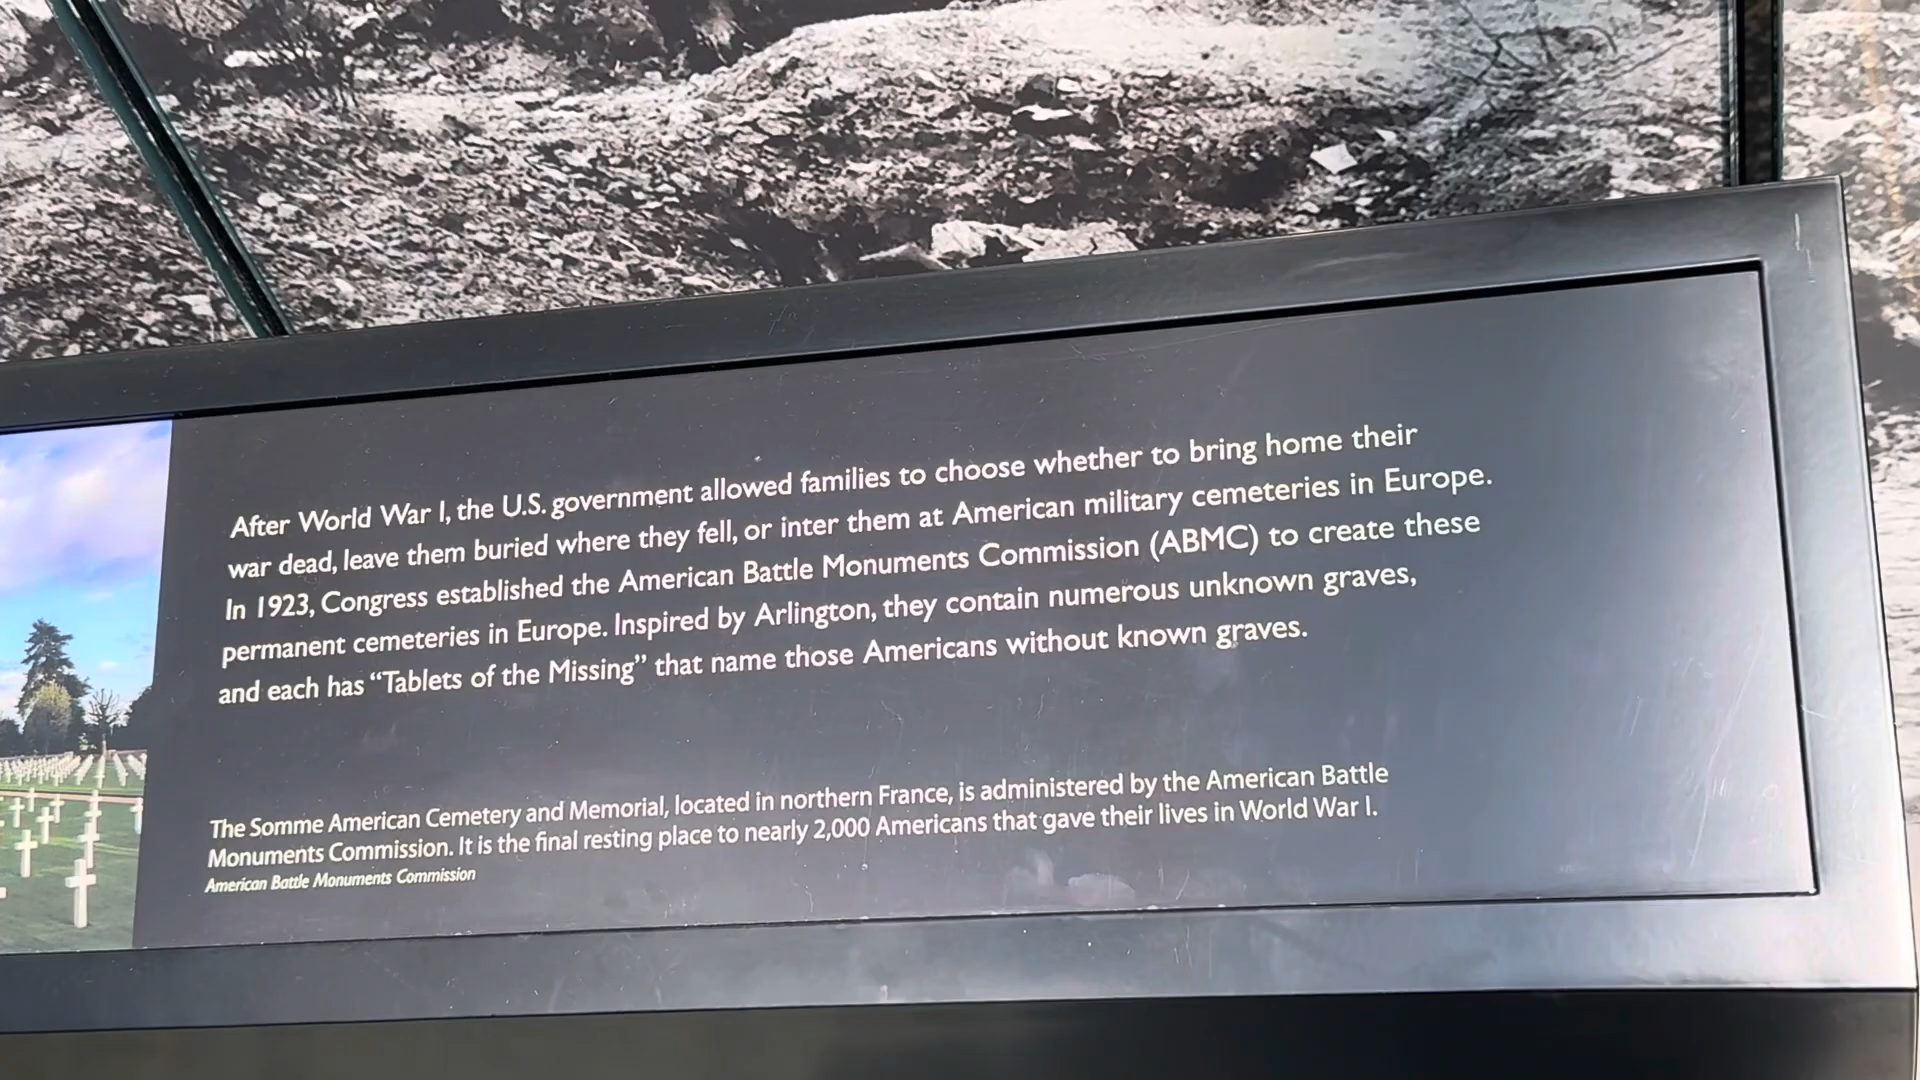 After World War I, the U.S. government allowed families to choose whether to bring home their
war dead, leave them buried where they fell, or inter them at American military cemeteries in Europe.
In 1923, Congress established the American Battle Monuments Commission (ABMC) to create these
permanent cemeteries in Europe. Inspired by Arlington, they contain numerous unknown graves,
and each has “Tablets of the Missing” that name those Americans without known graves.
The Somme American Cemetery and Memorial, located in northern France, is administered by the American Battle
Monuments Commission. It is the final resting place to nearly 2,000 Americans that gave their lives in World War I.
American Battle Monuments Commission